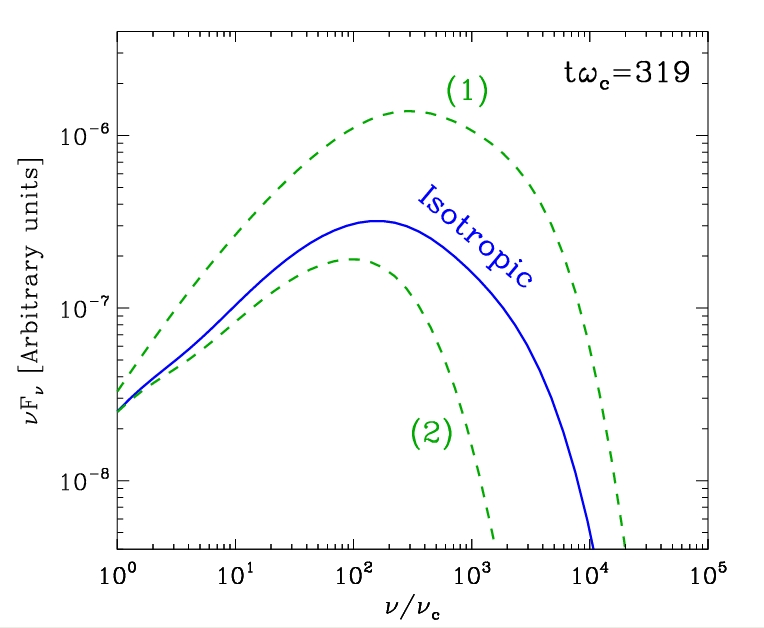 tω_c=319
(1)
Isotropic
(2)
10^-6
10^-7
10^-8
νF_ν [Arbitrary units]
10^0 10^1 10^2 10^3 10^4 10^5
ν/ν_c